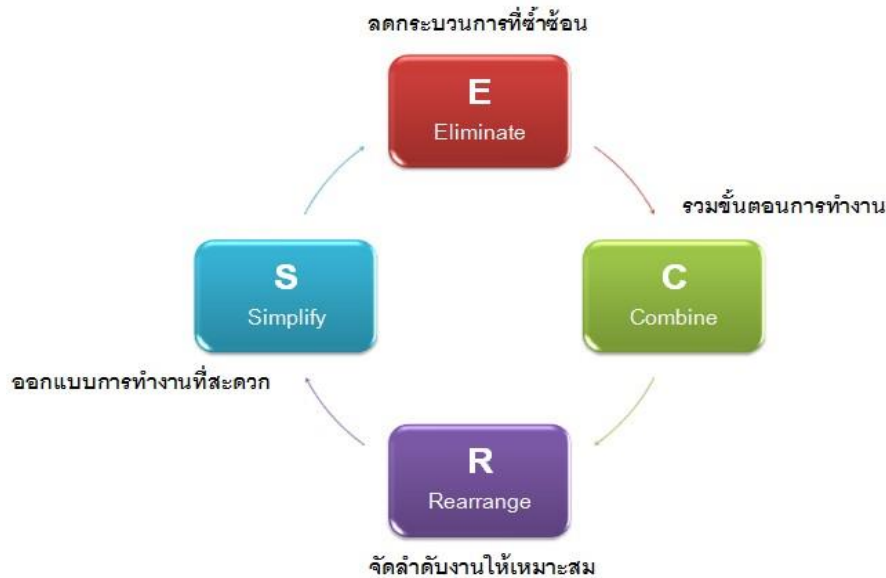 ลดกระบวนการที่ซ้ำซ้อน
E
Eliminate
รวมขั้นตอนการทำงาน
C
Combine
R
Rearrange
จัดลำดับงานให้เหมาะสม
S
Simplify
ออกแบบการทำงานที่สะดวก